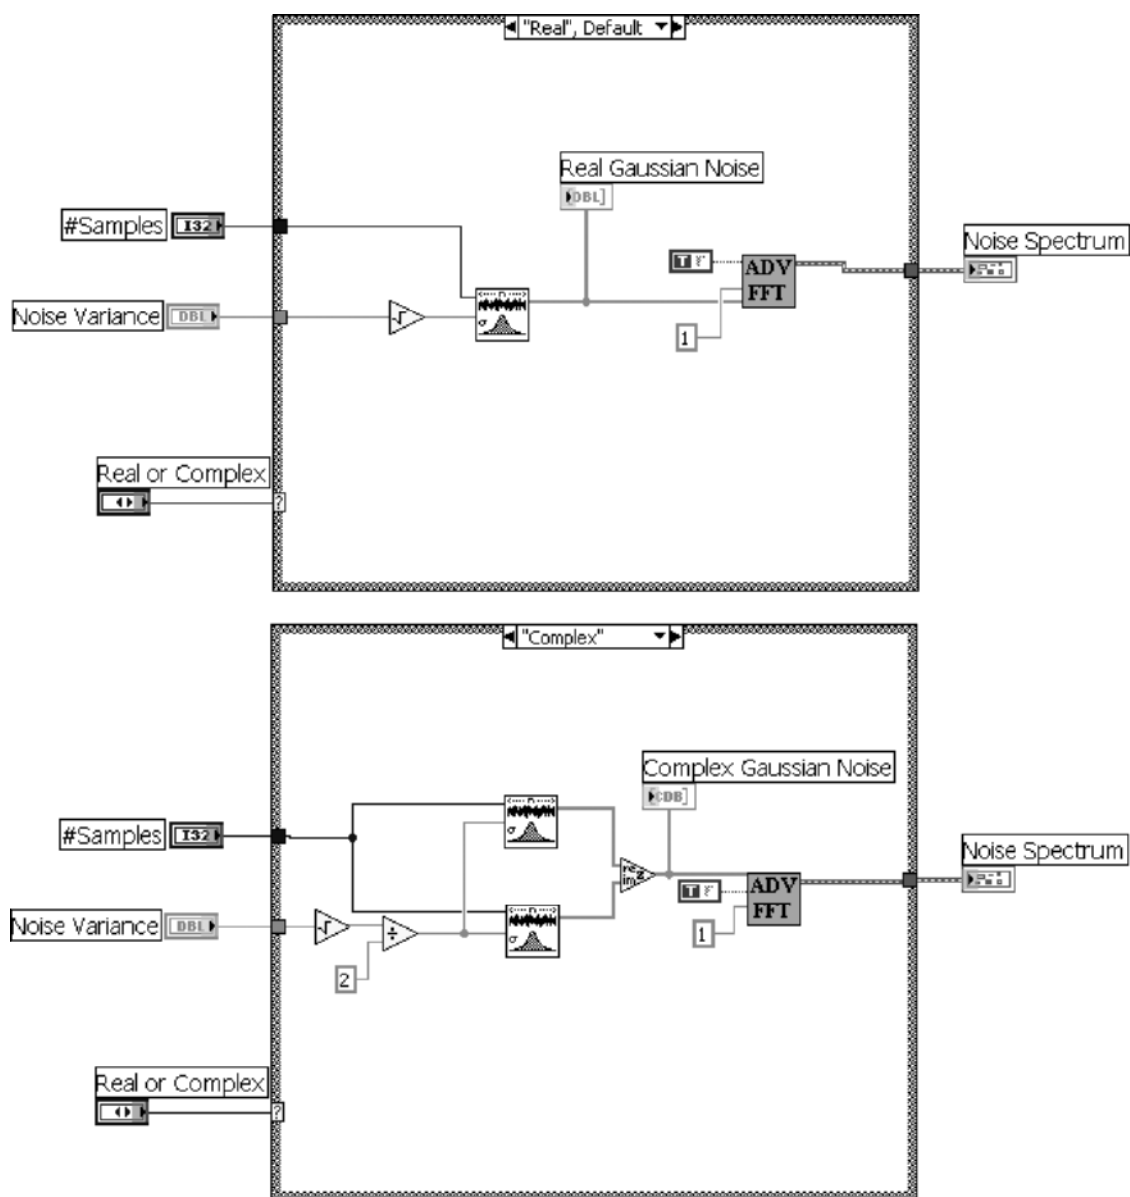 "Real", Default
Real Gaussian Noise
DBL]
#Samples
I32
Noise Spectrum
T F
ADV
FFT
n
σ
Noise Variance
DBL
1
Real or Complex
?
"Complex"
Complex Gaussian Noise
CDB]
n
σ
#Samples
I32
re
im
z
Noise Spectrum
T F
ADV
FFT
n
σ
Noise Variance
DBL
÷
1
2
Real or Complex
?